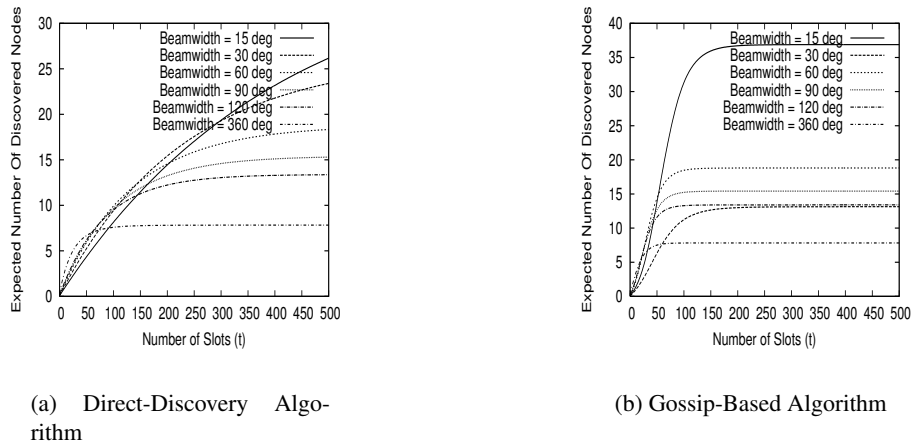 30
25
20
15
10
5
0
0 50 100 150 200 250 300 350 400 450 500
Expected Number Of Discovered Nodes
Number of Slots (t)
Beamwidth = 15 deg
Beamwidth = 30 deg
Beamwidth = 60 deg
Beamwidth = 90 deg
Beamwidth = 120 deg
Beamwidth = 360 deg
(a) Direct-Discovery Algo-
rithm
40
35
30
25
20
15
10
5
0
0 50 100 150 200 250 300 350 400 450 500
Expected Number Of Discovered Nodes
Number of Slots (t)
Beamwidth = 15 deg
Beamwidth = 30 deg
Beamwidth = 60 deg
Beamwidth = 90 deg
Beamwidth = 120 deg
Beamwidth = 360 deg
(b) Gossip-Based Algorithm